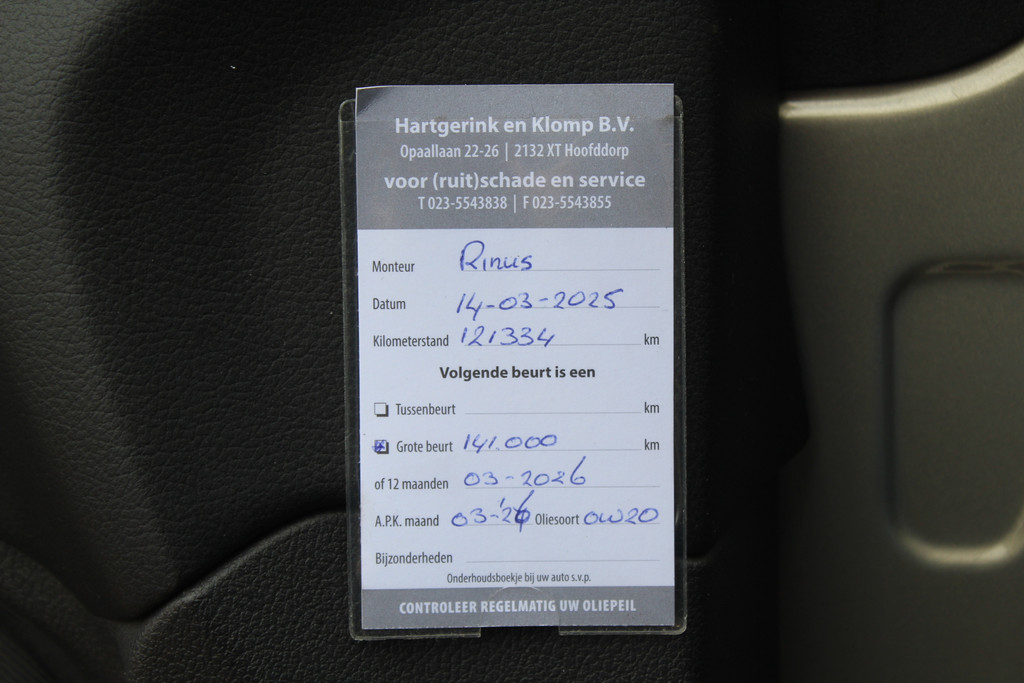 Hartgerink en Klomp B.V.
Opaallaan 22-26 | 2132 XT Hoofddorp
voor (ruit)schade en service
T 023-5543838 | F 023-5543855
Monteur Rinus
Datum 14-03-2025
Kilometerstand 121334 km
Volgende beurt is een
Tussenbeurt km
Grote beurt 141.000 km
of 12 maanden 03-2026
A.P.K. maand 03-'26 Oliesoort 0W20
Bijzonderheden
Onderhoudsboekje bij uw auto s.v.p.
CONTROLEER REGELMATIG UW OLIEPEIL